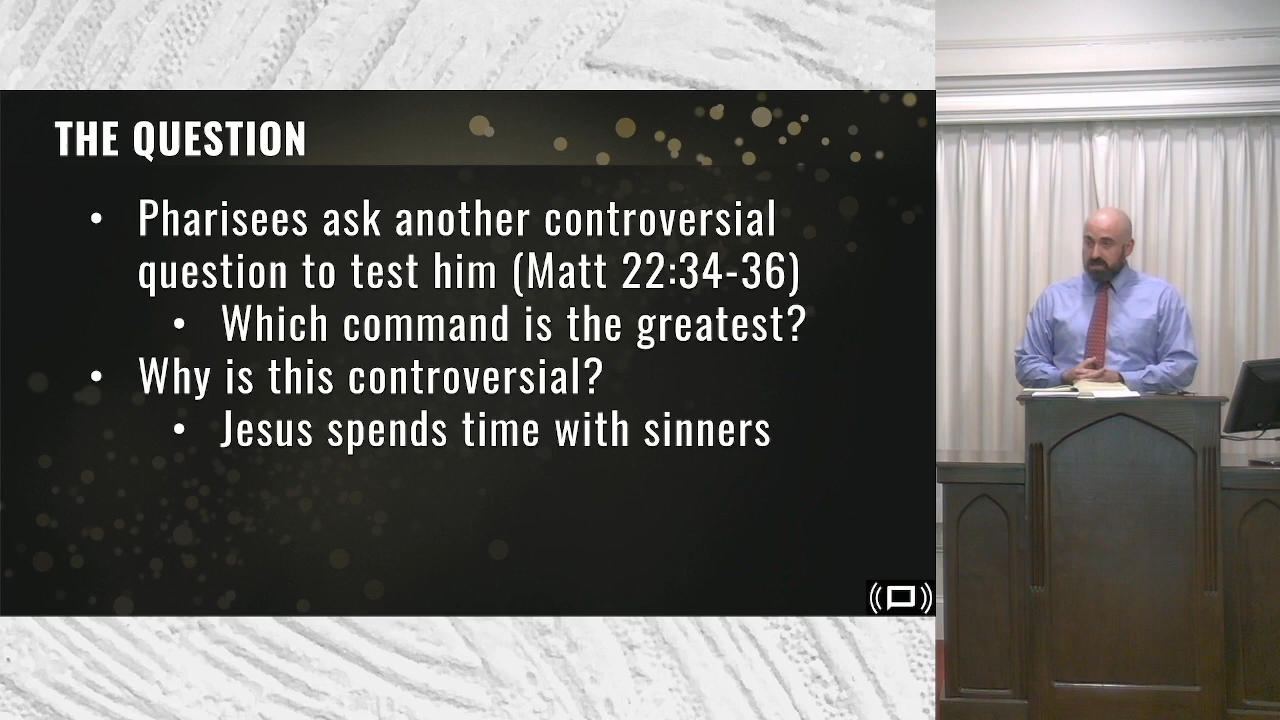 THE QUESTION
• Pharisees ask another controversial
question to test him (Matt 22:34-36)
• Which command is the greatest?
• Why is this controversial?
• Jesus spends time with sinners